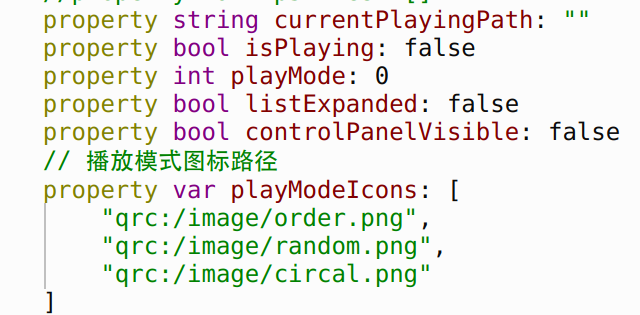 property string currentPlayingPath: ""
property bool isPlaying: false
property int playMode: 0
property bool listExpanded: false
property bool controlPanelVisible: false
// 播放模式图标路径
property var playModeIcons: [
"qrc:/image/order.png",
"qrc:/image/random.png",
"qrc:/image/circal.png"
]